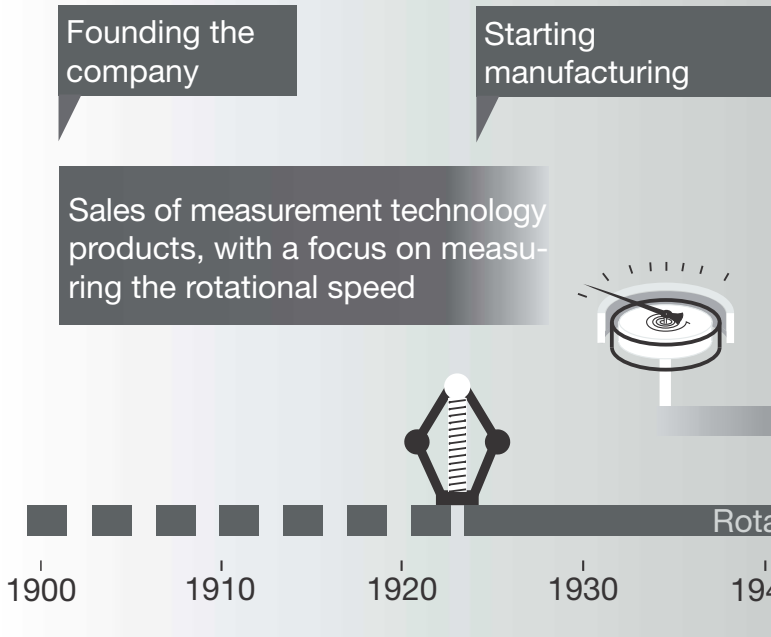 Founding the
company
Starting
manufacturing
Sales of measurement technology
products, with a focus on measu-
ring the rotational speed
1900
1910
1920
1930